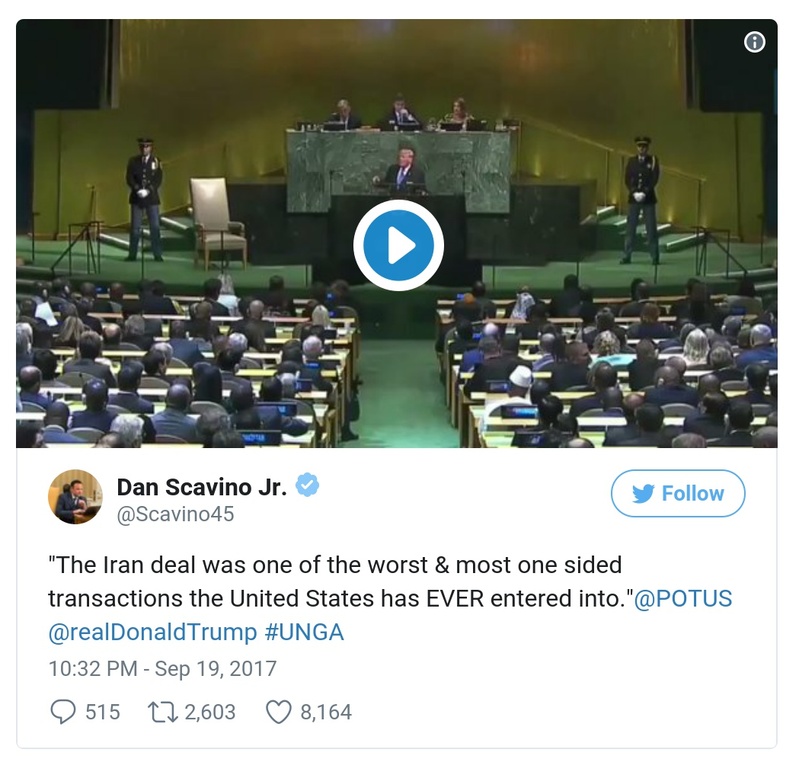 Dan Scavino Jr.
@Scavino45
Follow
"The Iran deal was one of the worst & most one sided
transactions the United States has EVER entered into."@POTUS
@realDonaldTrump #UNGA
10:32 PM - Sep 19, 2017
515 2,603 8,164